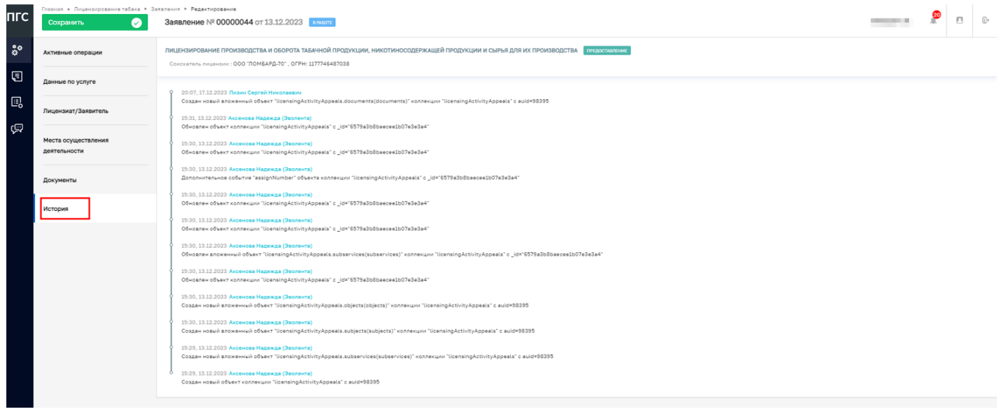 ПГС
Главная ▸ Лицензирование табака ▸ Заявления ▸ Редактирование
Сохранить
Заявление № 00000044 от 13.12.2023 В РАБОТЕ
20
Активные операции
Данные по услуге
Лицензиат/Заявитель
Места осуществления
деятельности
Документы
История
ЛИЦЕНЗИРОВАНИЕ ПРОИЗВОДСТВА И ОБОРОТА ТАБАЧНОЙ ПРОДУКЦИИ, НИКОТИНОСОДЕРЖАЩЕЙ ПРОДУКЦИИ И СЫРЬЯ ДЛЯ ИХ ПРОИЗВОДСТВА ПРЕДОСТАВЛЕНИЕ
Соискатель лицензии : ООО "ЛОМБАРД-70" , ОГРН: 1177746487038
20:07, 17.12.2023 Лизин Сергей Николаевич
Создан новый вложенный объект "licensingActivityAppeals.documents(documents)" коллекции "licensingActivityAppeals" с auid=98395
15:31, 13.12.2023 Аксенова Надежда (Эволента)
Обновлен объект коллекции "licensingActivityAppeals" с _id="6579a3b8baecee1b07e3e3a4"
15:30, 13.12.2023 Аксенова Надежда (Эволента)
Обновлен объект коллекции "licensingActivityAppeals" с _id="6579a3b8baecee1b07e3e3a4"
15:30, 13.12.2023 Аксенова Надежда (Эволента)
Дополнительное событие "assignNumber" объекта коллекции "licensingActivityAppeals" с _id="6579a3b8baecee1b07e3e3a4"
15:30, 13.12.2023 Аксенова Надежда (Эволента)
Обновлен объект коллекции "licensingActivityAppeals" с _id="6579a3b8baecee1b07e3e3a4"
15:30, 13.12.2023 Аксенова Надежда (Эволента)
Обновлен объект коллекции "licensingActivityAppeals" с _id="6579a3b8baecee1b07e3e3a4"
15:30, 13.12.2023 Аксенова Надежда (Эволента)
Обновлен вложенный объект "licensingActivityAppeals.subservices(subservices)" коллекции "licensingActivityAppeals" с _id="6579a3b8baecee1b07e3e3a4"
15:30, 13.12.2023 Аксенова Надежда (Эволента)
Обновлен объект коллекции "licensingActivityAppeals" с _id="6579a3b8baecee1b07e3e3a4"
15:30, 13.12.2023 Аксенова Надежда (Эволента)
Создан новый вложенный объект "licensingActivityAppeals.objects(objects)" коллекции "licensingActivityAppeals" с auid=98395
15:30, 13.12.2023 Аксенова Надежда (Эволента)
Создан новый вложенный объект "licensingActivityAppeals.subjects(subjects)" коллекции "licensingActivityAppeals" с auid=98395
15:29, 13.12.2023 Аксенова Надежда (Эволента)
Создан новый вложенный объект "licensingActivityAppeals.subservices(subservices)" коллекции "licensingActivityAppeals" с auid=98395
15:29, 13.12.2023 Аксенова Надежда (Эволента)
Создан новый объект коллекции "licensingActivityAppeals" с auid=98395